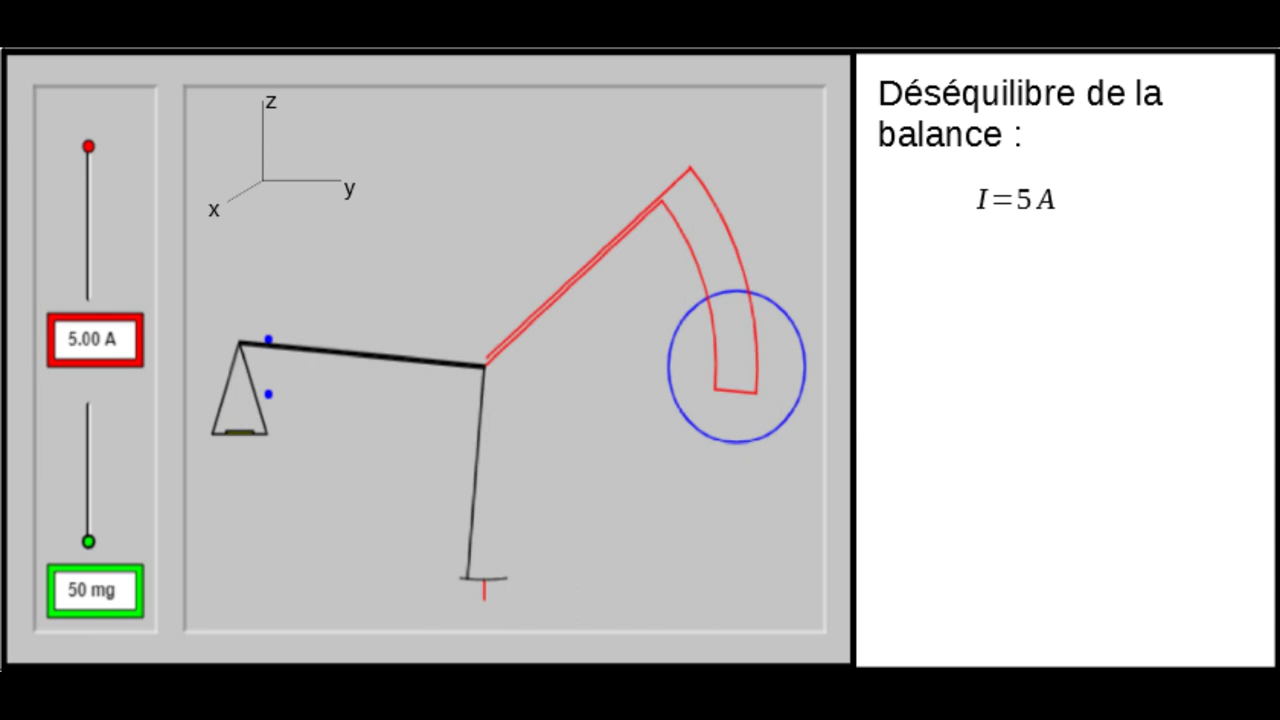 z
y
x
5.00 A
50 mg
Déséquilibre de la
balance :
I=5 A